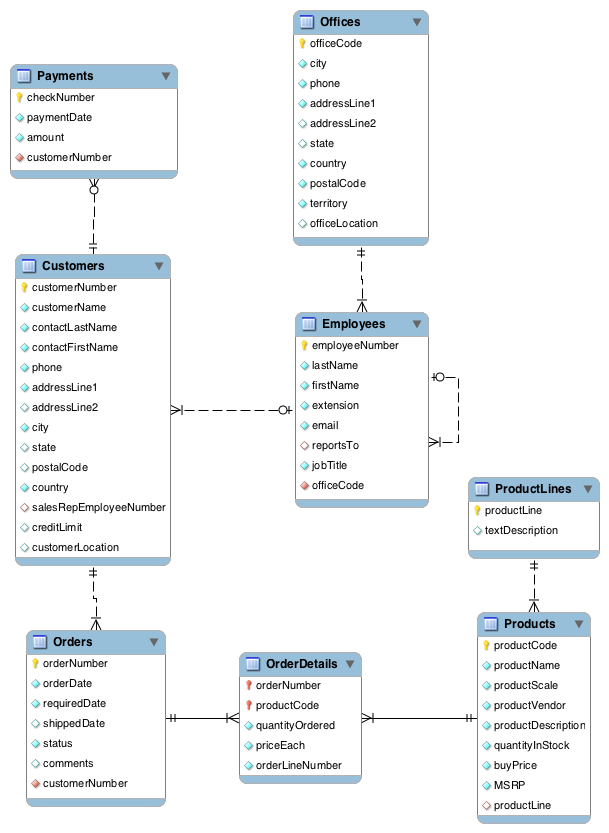 Offices
officeCode
city
phone
addressLine1
addressLine2
state
country
postalCode
territory
officeLocation
Payments
checkNumber
paymentDate
amount
customerNumber
Customers
customerNumber
customerName
contactLastName
contactFirstName
phone
addressLine1
addressLine2
city
state
postalCode
country
salesRepEmployeeNumber
creditLimit
customerLocation
Employees
employeeNumber
lastName
firstName
extension
email
reportsTo
jobTitle
officeCode
ProductLines
productLine
textDescription
Orders
orderNumber
orderDate
requiredDate
shippedDate
status
comments
customerNumber
OrderDetails
orderNumber
productCode
quantityOrdered
priceEach
orderLineNumber
Products
productCode
productName
productScale
productVendor
productDescription
quantityInStock
buyPrice
MSRP
productLine